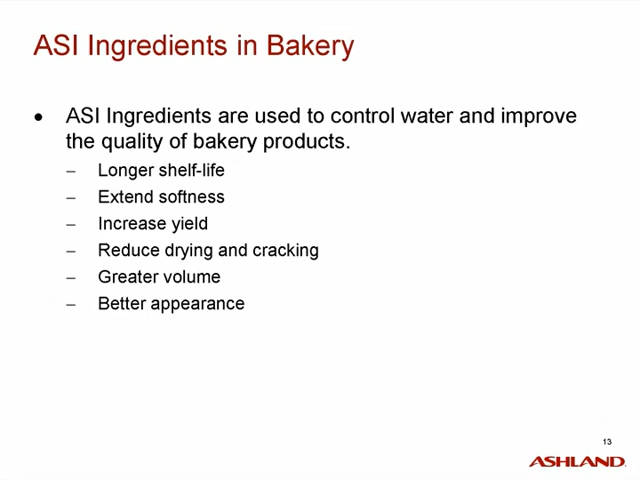 ASI Ingredients in Bakery
• ASI Ingredients are used to control water and improve
the quality of bakery products.
– Longer shelf-life
– Extend softness
– Increase yield
– Reduce drying and cracking
– Greater volume
– Better appearance
13
ASHLAND